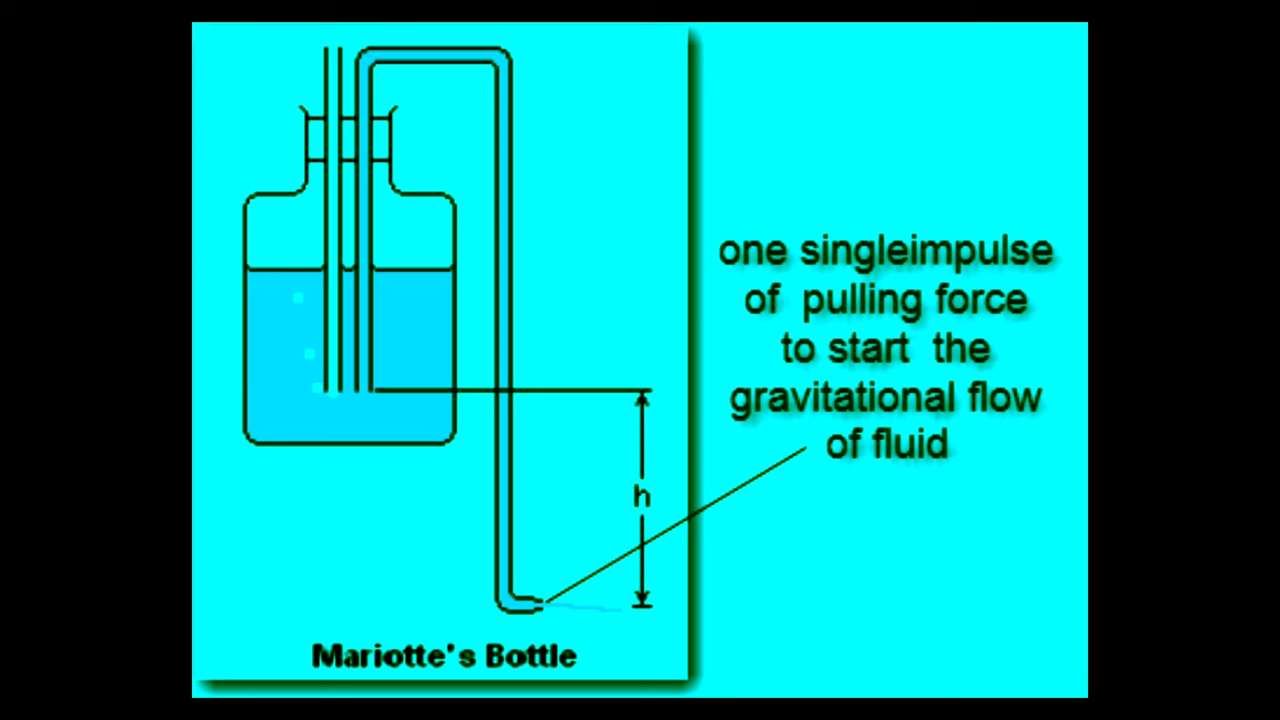 one singleimpulse
of pulling force
to start the
gravitational flow
of fluid
h
Mariotte's Bottle